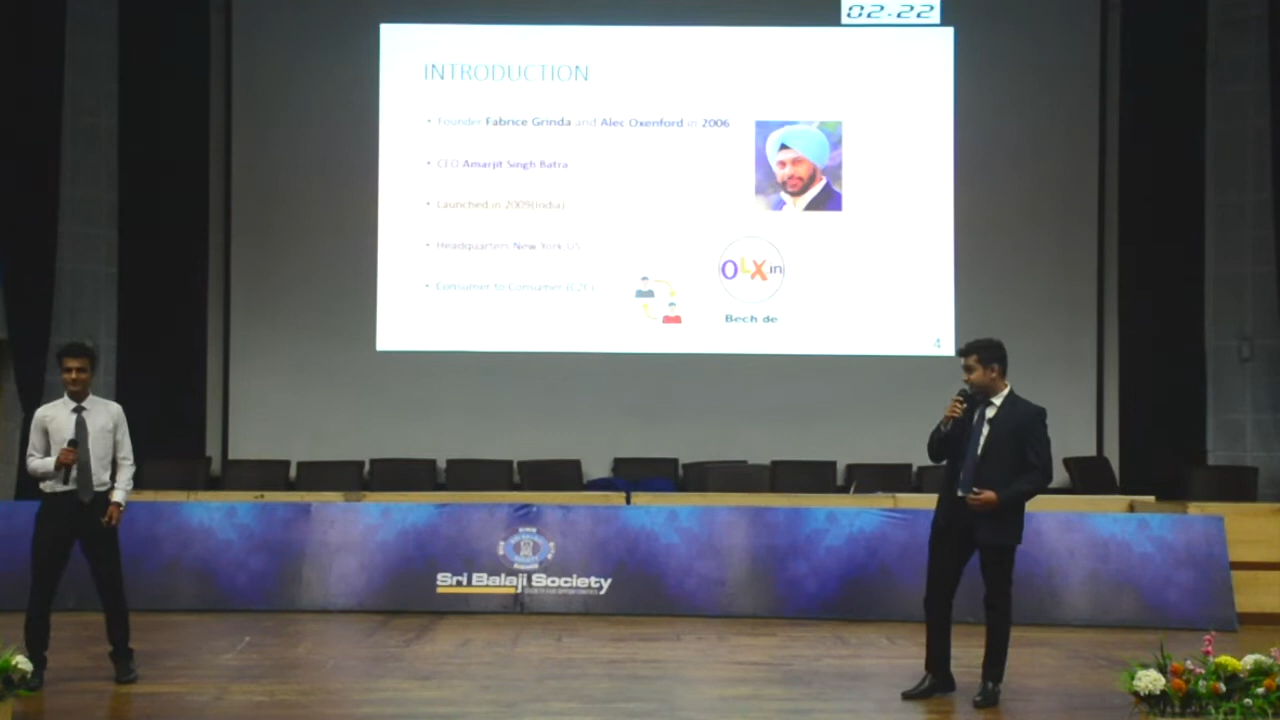 02.22
INTRODUCTION
• Founder Fabrice Grinda and Alec Oxenford in 2006
• CEO Amarjit Singh Batra
• Launched in 2009(India)
• Headquarters New York,US
• Consumer to Consumer (C2C)
OLX.in
Bech de
4
Sri Balaji Society